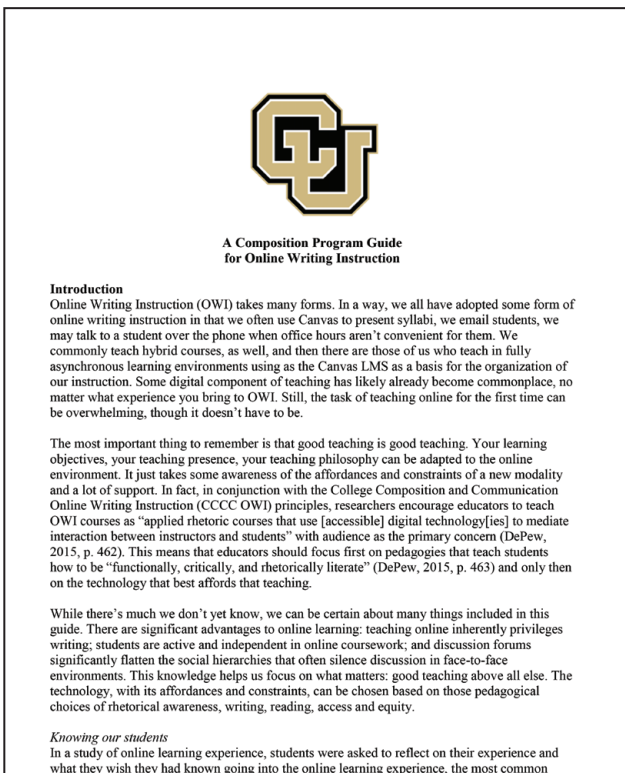 CU
A Composition Program Guide
for Online Writing Instruction
Introduction
Online Writing Instruction (OWI) takes many forms. In a way, we all have adopted some form of
online writing instruction in that we often use Canvas to present syllabi, we email students, we
may talk to a student over the phone when office hours aren't convenient for them. We
commonly teach hybrid courses, as well, and then there are those of us who teach in fully
asynchronous learning environments using as the Canvas LMS as a basis for the organization of
our instruction. Some digital component of teaching has likely already become commonplace, no
matter what experience you bring to OWI. Still, the task of teaching online for the first time can
be overwhelming, though it doesn't have to be.
The most important thing to remember is that good teaching is good teaching. Your learning
objectives, your teaching presence, your teaching philosophy can be adapted to the online
environment. It just takes some awareness of the affordances and constraints of a new modality
and a lot of support. In fact, in conjunction with the College Composition and Communication
Online Writing Instruction (CCCC OWI) principles, researchers encourage educators to teach
OWI courses as “applied rhetoric courses that use [accessible] digital technology[ies] to mediate
interaction between instructors and students” with audience as the primary concern (DePew,
2015, p. 462). This means that educators should focus first on pedagogies that teach students
how to be “functionally, critically, and rhetorically literate” (DePew, 2015, p. 463) and only then
on the technology that best affords that teaching.
While there's much we don't yet know, we can be certain about many things included in this
guide. There are significant advantages to online learning: teaching online inherently privileges
writing; students are active and independent in online coursework; and discussion forums
significantly flatten the social hierarchies that often silence discussion in face-to-face
environments. This knowledge helps us focus on what matters: good teaching above all else. The
technology, with its affordances and constraints, can be chosen based on those pedagogical
choices of rhetorical awareness, writing, reading, access and equity.
Knowing our students
In a study of online learning experience, students were asked to reflect on their experience and
what they wish they had known going into the online learning experience, the most common